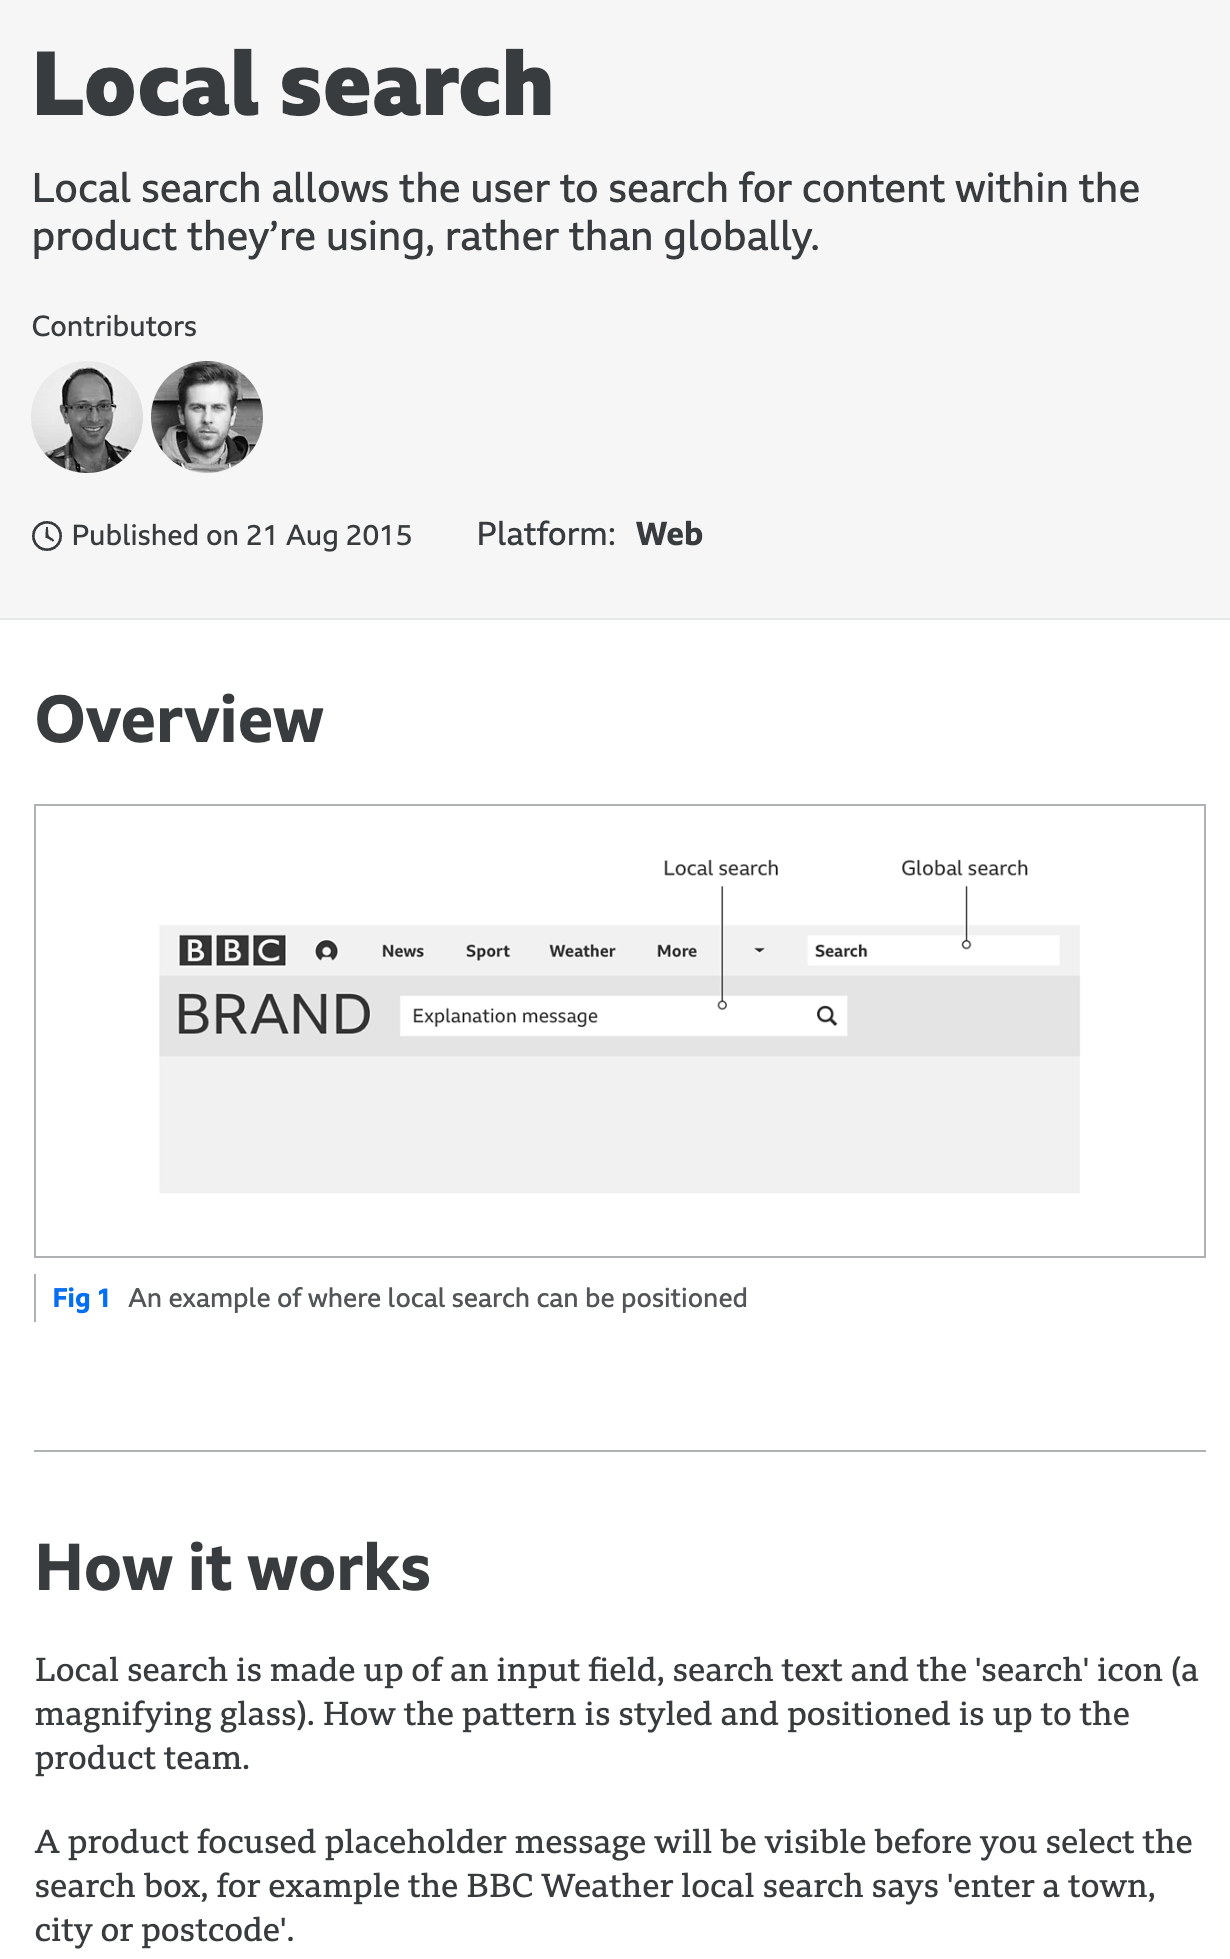 Local search
Local search allows the user to search for content within the
product they’re using, rather than globally.
Contributors
Published on 21 Aug 2015 Platform: Web
Overview
Local search Global search
BBC News Sport Weather More Search
BRAND Explanation message
Fig 1 An example of where local search can be positioned
How it works
Local search is made up of an input field, search text and the 'search' icon (a
magnifying glass). How the pattern is styled and positioned is up to the
product team.
A product focused placeholder message will be visible before you select the
search box, for example the BBC Weather local search says 'enter a town,
city or postcode'.